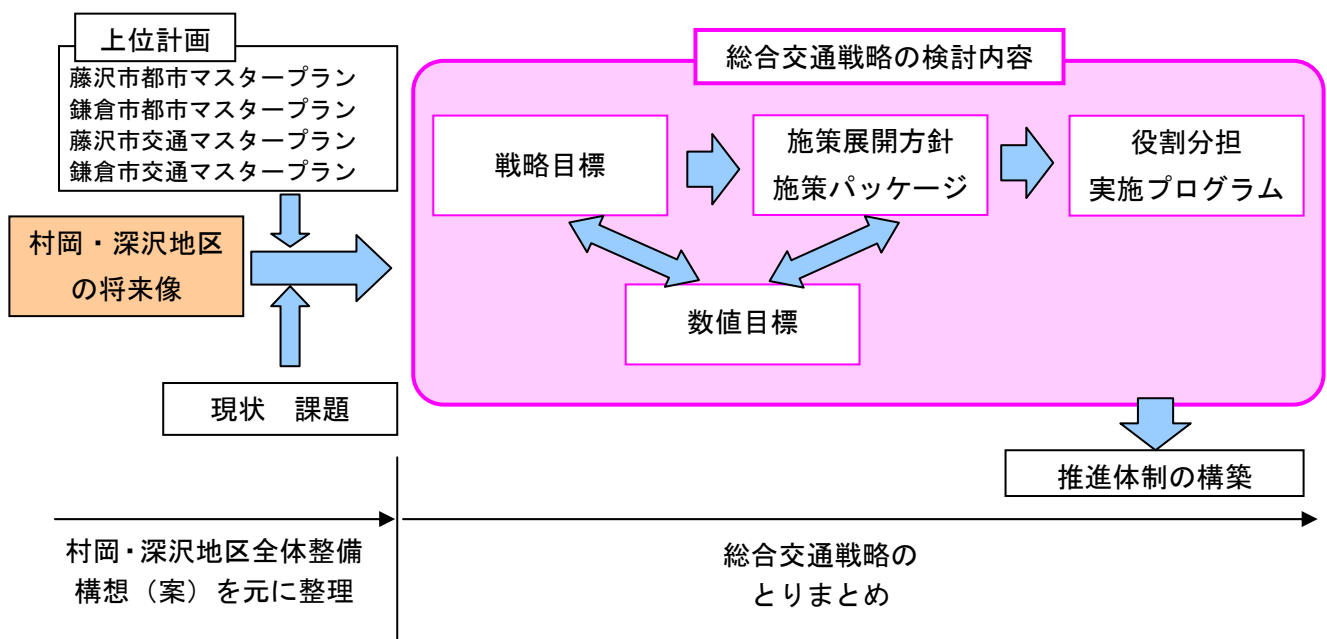 上位計画
藤沢市都市マスタープラン
鎌倉市都市マスタープラン
藤沢市交通マスタープラン
鎌倉市交通マスタープラン
村岡・深沢地区
の将来像
現状　課題
総合交通戦略の検討内容
戦略目標
施策展開方針
施策パッケージ
役割分担
実施プログラム
数値目標
推進体制の構築
村岡・深沢地区全体整備
構想（案）を元に整理
総合交通戦略の
とりまとめ